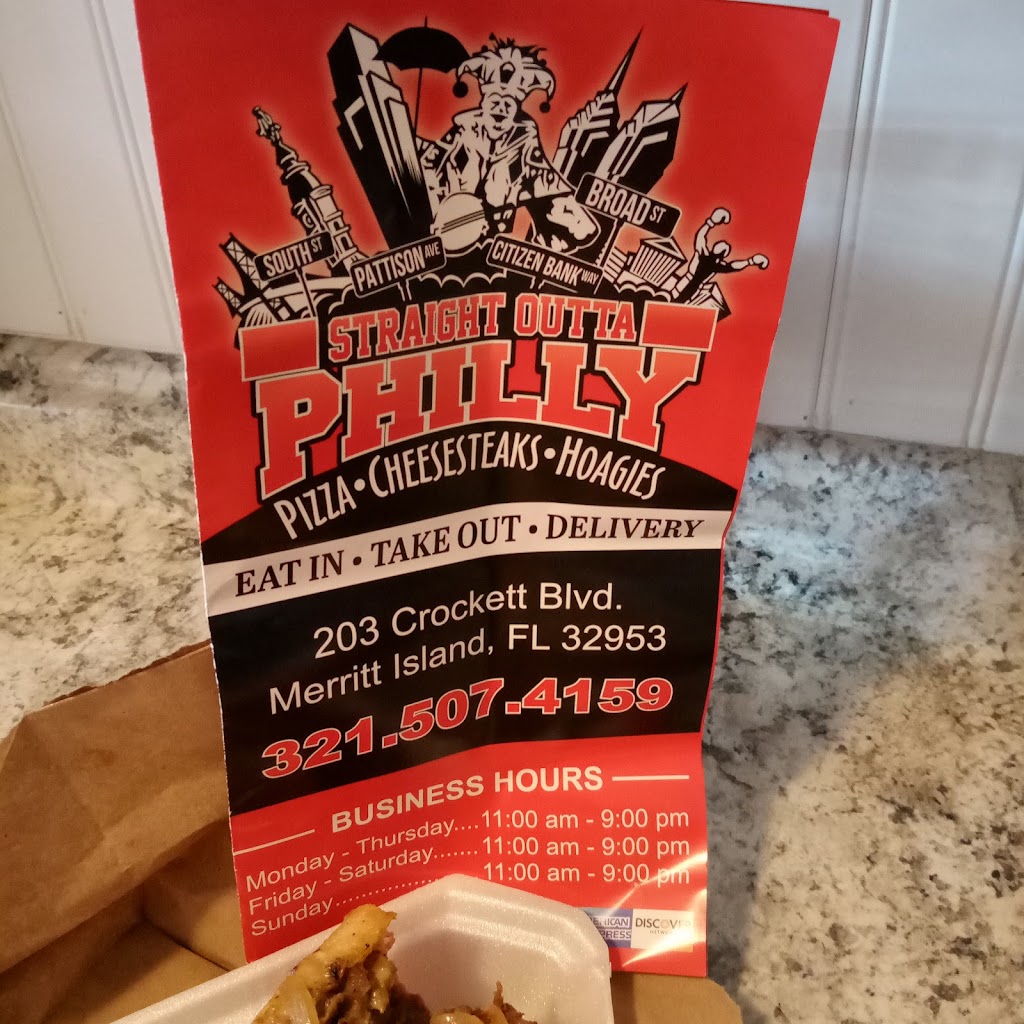 SOUTH ST
PATTISON AVE
CITIZEN BANK WAY
BROAD ST
STRAIGHT OUTTA
PHILLY
PIZZA • CHEESESTEAKS • HOAGIES
EAT IN • TAKE OUT • DELIVERY
203 Crockett Blvd.
Merritt Island, FL 32953
321.507.4159
BUSINESS HOURS
Monday - Thursday....11:00 am - 9:00 pm
Friday - Saturday.......11:00 am - 9:00 pm
Sunday.................11:00 am - 9:00 pm
DISCOVER
NETWORK